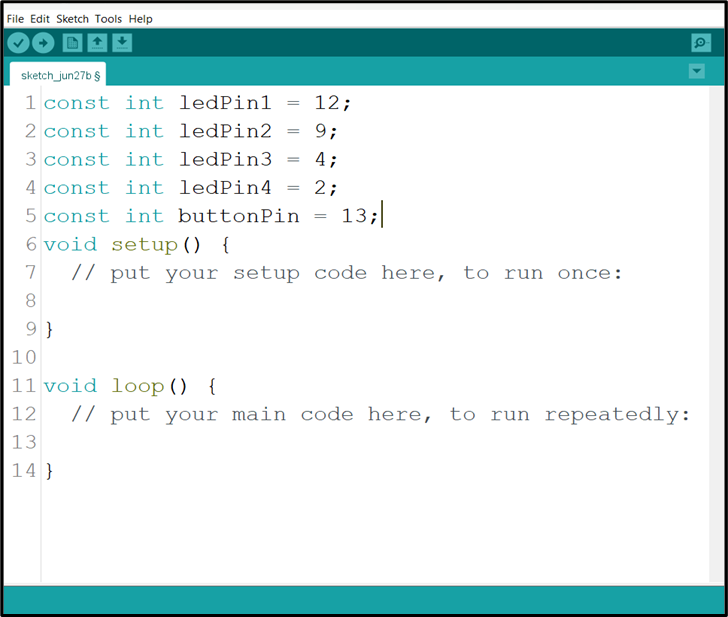 File Edit Sketch Tools Help
sketch_jun27b §
1 const int ledPin1 = 12;
2 const int ledPin2 = 9;
3 const int ledPin3 = 4;
4 const int ledPin4 = 2;
5 const int buttonPin = 13;
6 void setup() {
7   // put your setup code here, to run once:
8
9 }
10
11 void loop() {
12   // put your main code here, to run repeatedly:
13
14 }